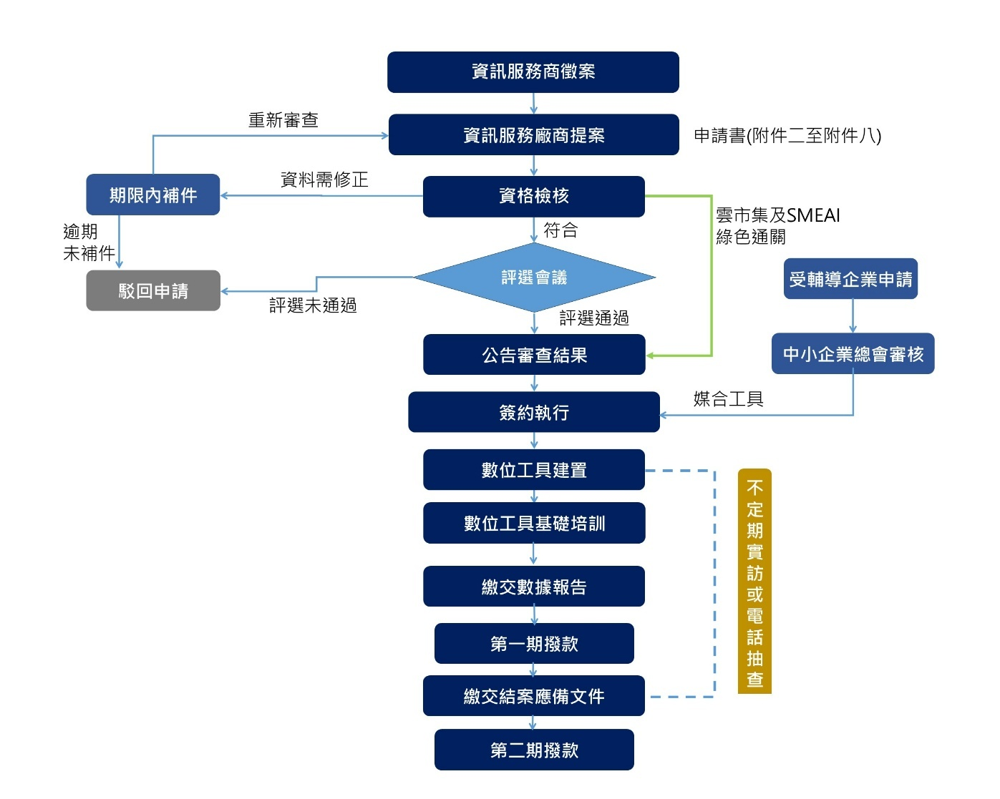 資訊服務商徵案
重新審查
資訊服務廠商提案
申請書(附件二至附件八)
期限內補件
資料需修正
資格檢核
雲市集及SMEAI
綠色通關
逾期
未補件
符合
駁回申請
評選會議
評選未通過
評選通過
受輔導企業申請
公告審查結果
中小企業總會審核
簽約執行
媒合工具
數位工具建置
數位工具基礎培訓
繳交數據報告
第一期撥款
繳交結案應備文件
第二期撥款
不定期實訪或電話抽查